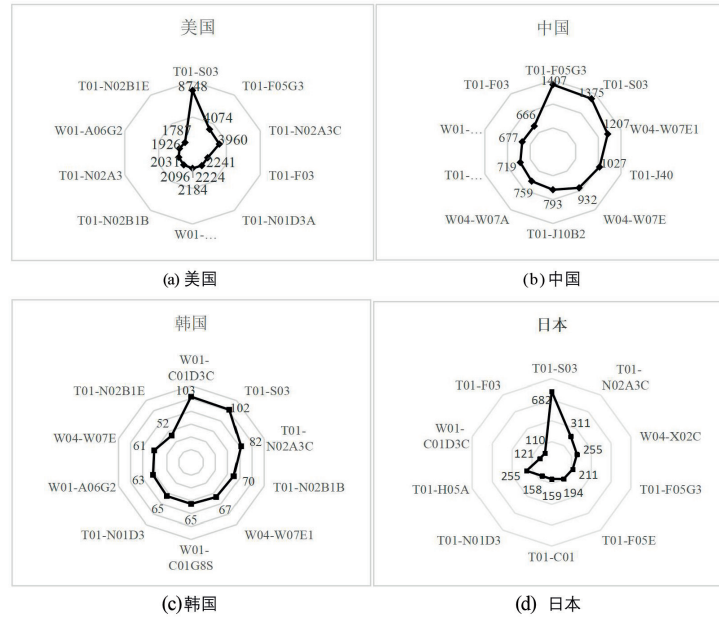 美国
T01-S03
8748
T01-N02B1E
T01-F05G3
4074
W01-A06G2
1787
3960
T01-N02A3C
1926
T01-N02A3
2031
2241
T01-F03
2096
2224
2184
T01-N02B1B
T01-N01D3A
W01-...
(a) 美国
中国
T01-F05G3
1407
T01-F03
1375
T01-S03
666
W01-...
1207
W04-W07E1
677
T01-...
719
1027
T01-J40
759
932
W04-W07A
793
W04-W07E
T01-J10B2
(b) 中国
韩国
W01-
C01D3C
103
T01-N02B1E
T01-S03
102
52
W04-W07E
61
82
T01-
N02A3C
W01-A06G2
63
70
T01-N02B1B
65
67
65
T01-N01D3
W04-W07E1
W01-
C01G8S
(c) 韩国
日本
T01-S03
682
T01-F03
T01-
N02A3C
311
W01-
C01D3C
110
121
255
W04-X02C
T01-H05A
255
211
T01-F05G3
158
194
159
T01-N01D3
T01-F05E
T01-C01
(d) 日本